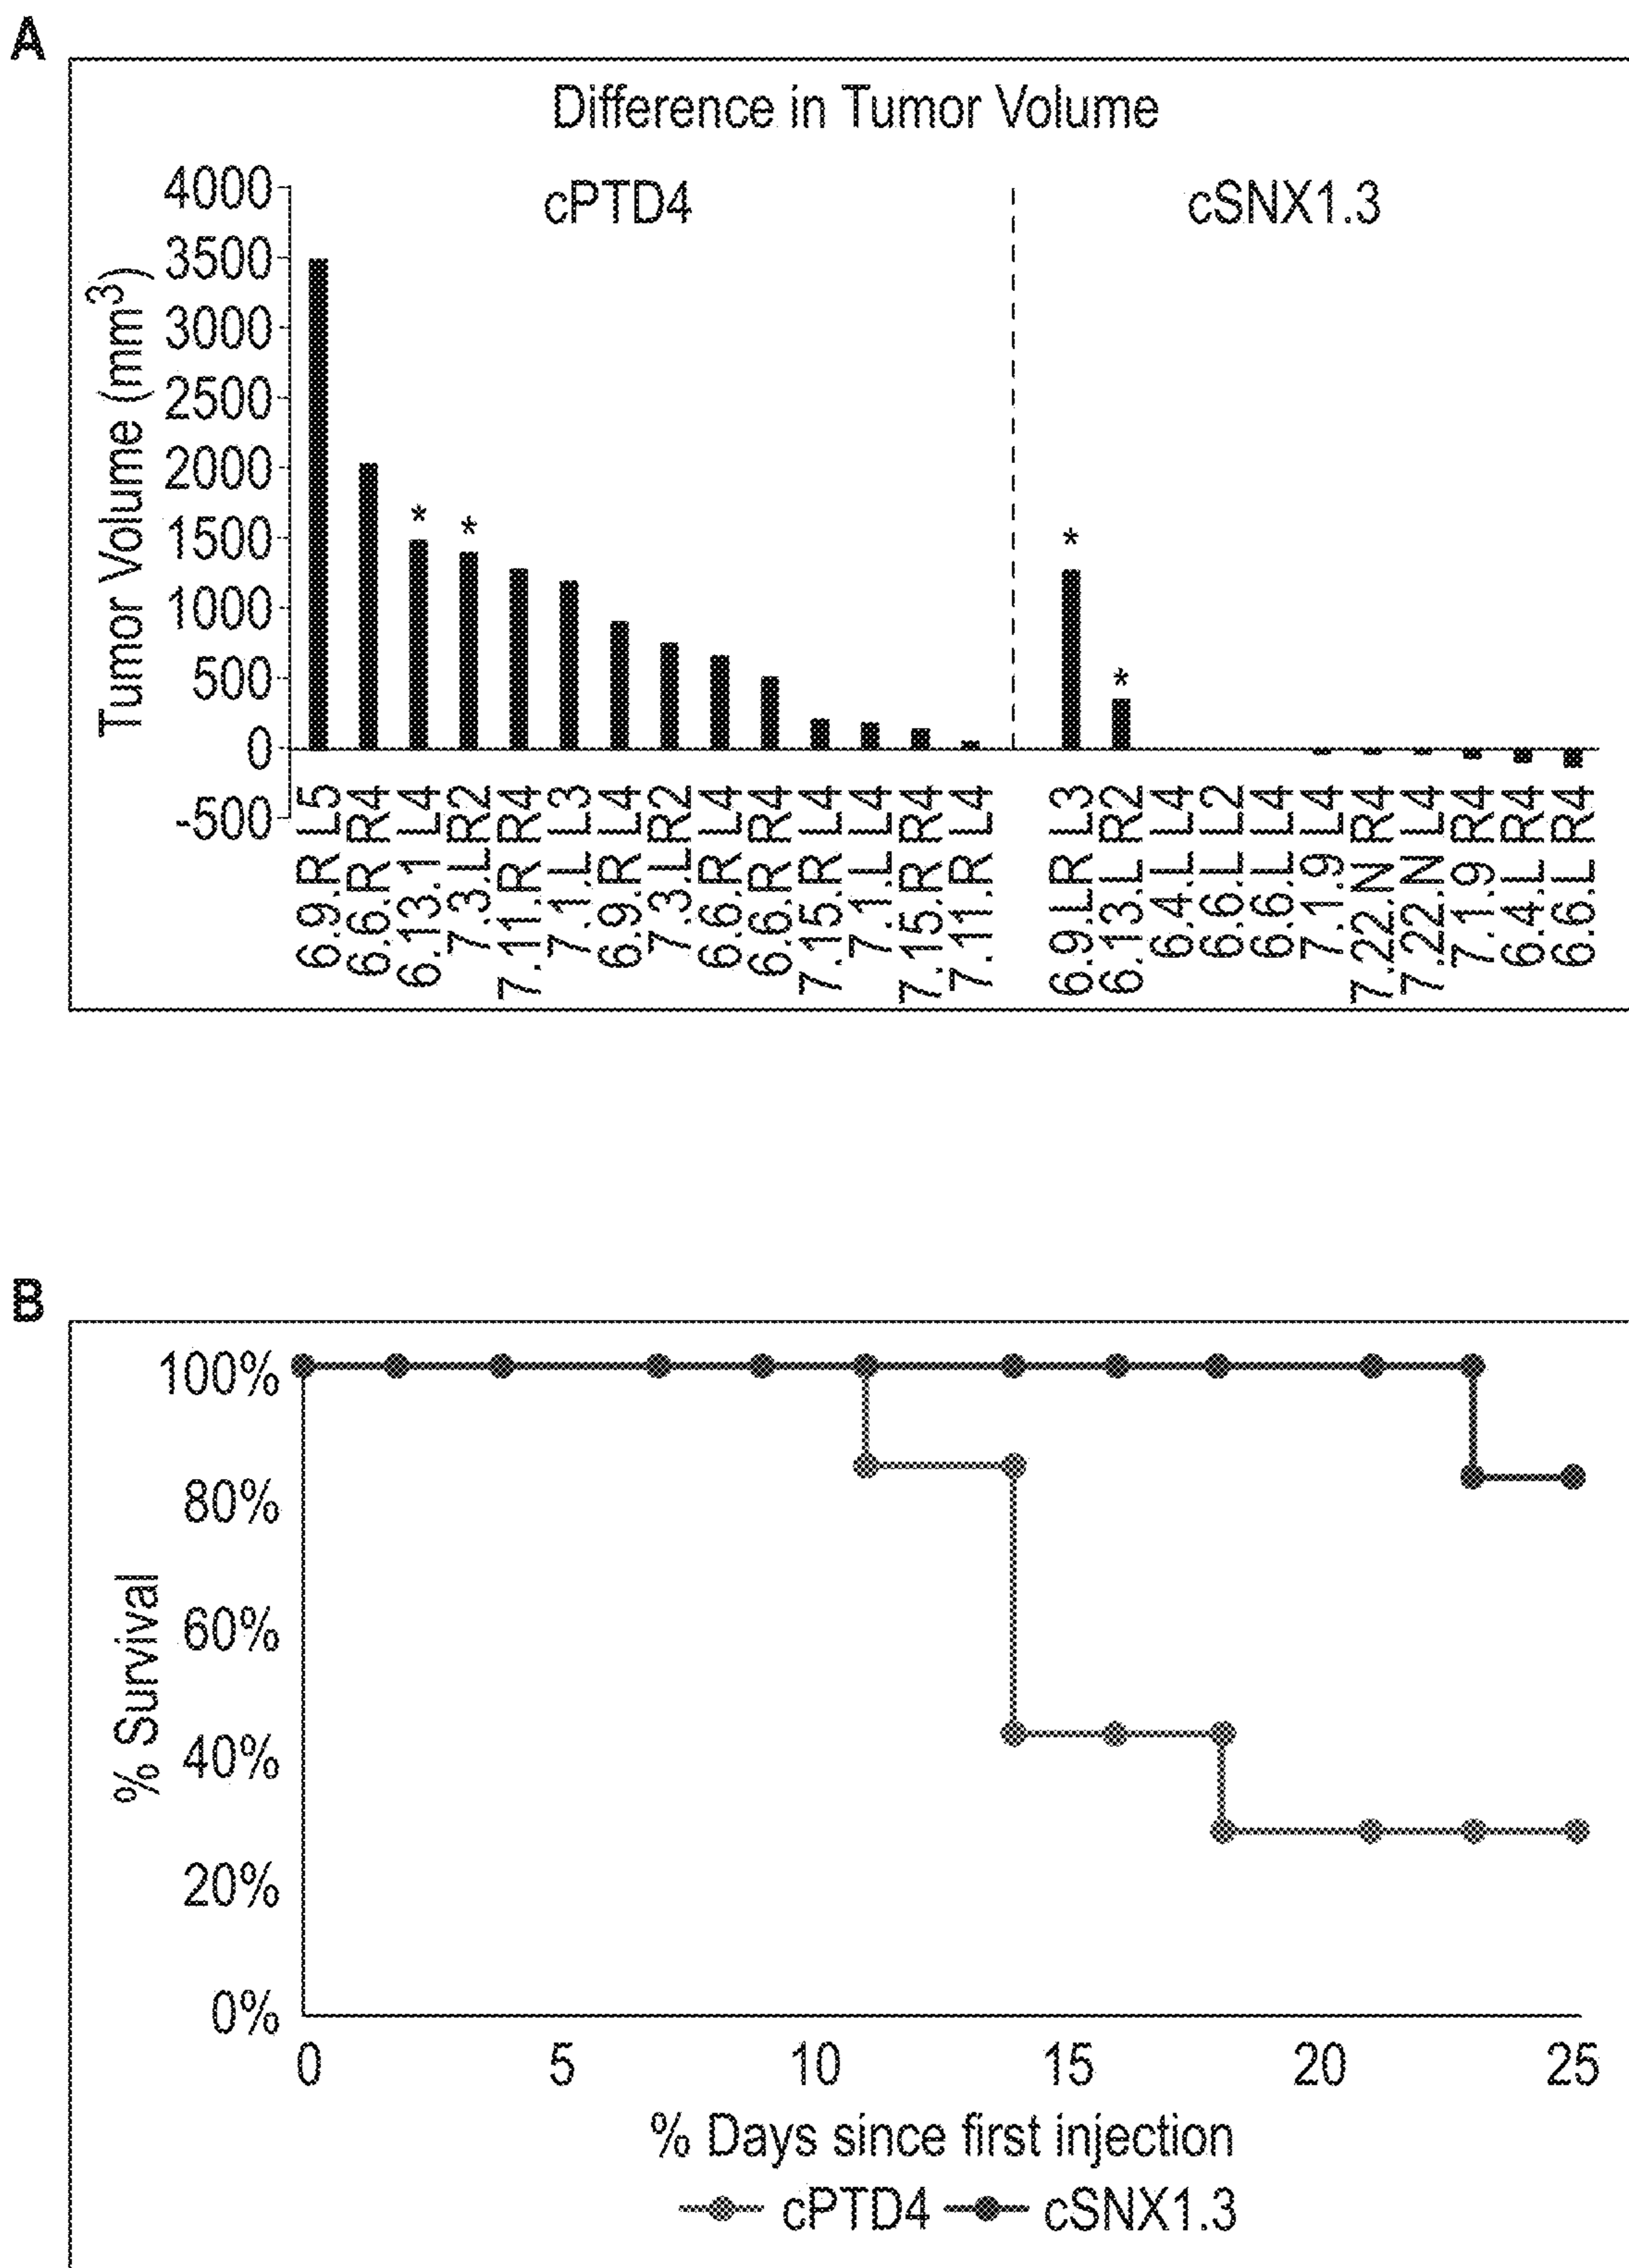 A
Difference in Tumor Volume
cPTD4
cSNX1.3
Tumor Volume (mm³)
4000
3500
3000
2500
2000
1500
1000
500
0
-500
*
*
*
*
6.9.R L5
6.6.R R4
6.13.1 L4
7.3.L R2
7.11.R R4
7.1.L L3
6.9.R L4
7.3.L R2
6.6.R L4
6.6.R R4
7.15.R L4
7.1.L L4
7.15.R R4
7.11.R L4
6.9.LR L3
6.13.L R2
6.4.L L4
6.6.L L2
6.6.L L4
7.1.9 L4
7.22.N R4
7.22.N L4
7.1.9 R4
6.4.L R4
6.6.L R4
B
% Survival
100%
80%
60%
40%
20%
0%
0 5 10 15 20 25
% Days since first injection
cPTD4 cSNX1.3